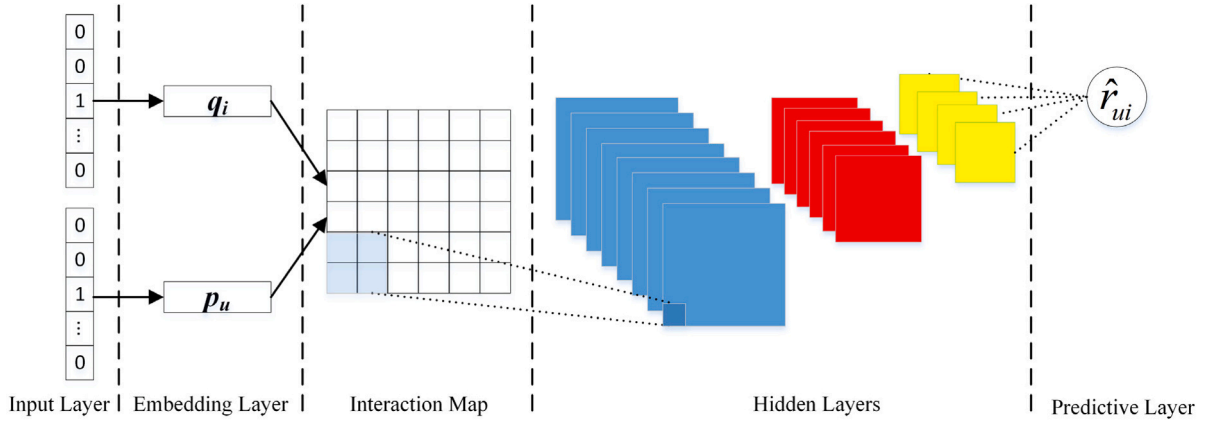 0
0
1
⋮
0
q_i
0
0
1
⋮
0
p_u
r̂_ui
Input Layer
Embedding Layer
Interaction Map
Hidden Layers
Predictive Layer